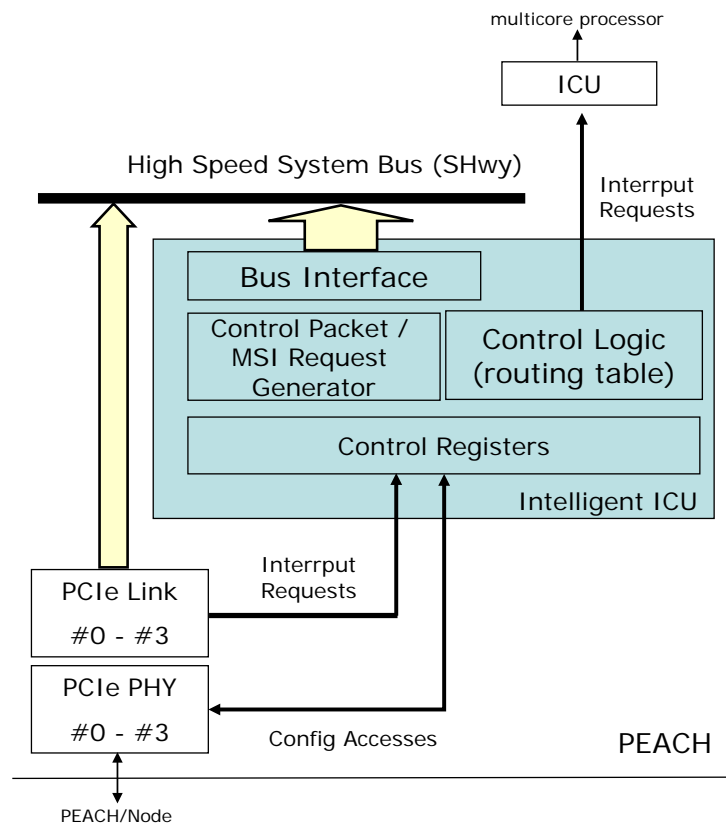 multicore processor
ICU
High Speed System Bus (SHwy)
Interrput
Requests
Bus Interface
Control Packet /
MSI Request
Generator
Control Logic
(routing table)
Control Registers
Intelligent ICU
Interrput
Requests
PCIe Link
#0 - #3
PCIe PHY
#0 - #3
Config Accesses
PEACH
PEACH/Node